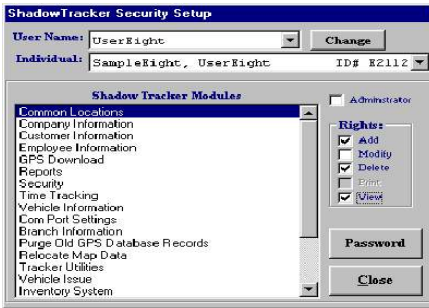 ShadowTracker Security Setup
User Name: UserEight Change
Individual: SampleEight, UserEight ID# E2112
Shadow Tracker Modules
Adminstrator
Common Locations
Company Information
Customer Information
Employee Information
GPS Download
Reports
Security
Time Tracking
Vehicle Information
Com Port Settings
Branch Information
Purge Old GPS Database Records
Relocate Map Data
Tracker Utilities
Vehicle Issue
Inventory System
Rights:
Add
Modify
Delete
Print
View
Password
Close